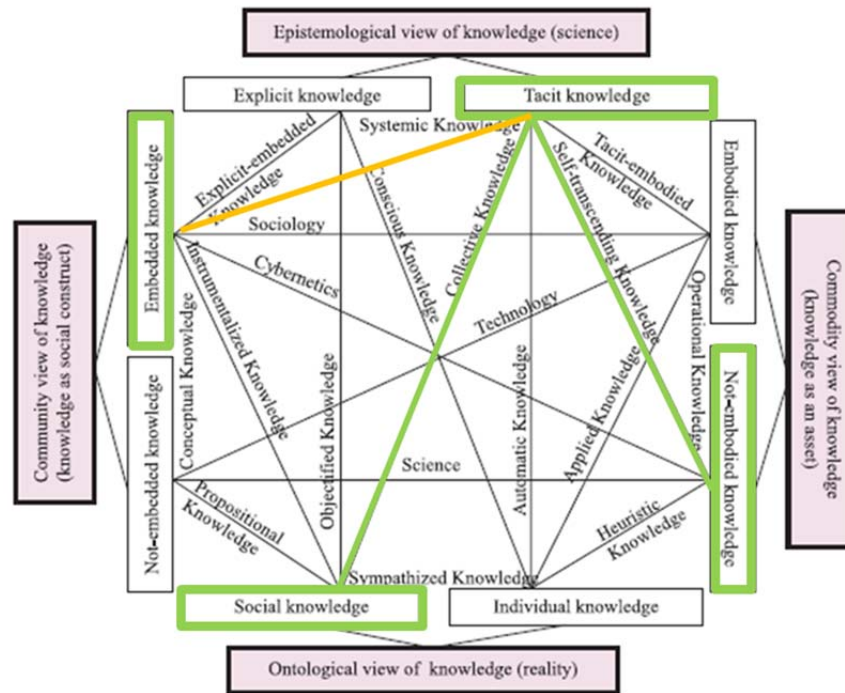 Epistemological view of knowledge (science)
Explicit knowledge
Tacit knowledge
Systemic Knowledge
Explicit-embedded
Knowledge
Tacit-embodied
Knowledge
Embedded knowledge
Embodied knowledge
Conscious Knowledge
Collective Knowledge
Self-transcending Knowledge
Sociology
Cybernetics
Technology
Instrumentalized Knowledge
Conceptual Knowledge
Objectified Knowledge
Automatic Knowledge
Applied Knowledge
Operational Knowledge
Community view of knowledge
(knowledge as social construct)
Commodity view of knowledge
(knowledge as an asset)
Not-embedded knowledge
Not-embodied knowledge
Science
Propositional
Knowledge
Heuristic
Knowledge
Sympathized Knowledge
Social knowledge
Individual knowledge
Ontological view of knowledge (reality)